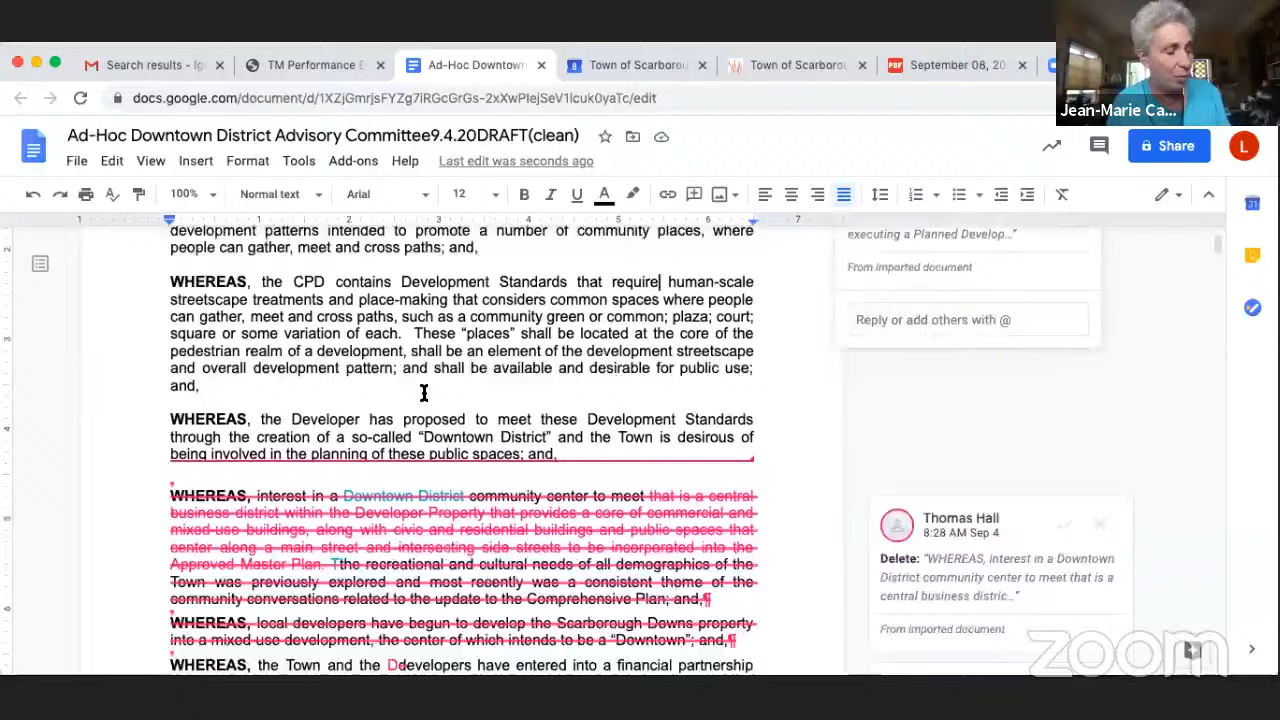 Search results - Ig
TM Performance E
Ad-Hoc Downtown
Town of Scarborou
Town of Scarboro
September 08, 20
docs.google.com/document/d/1XZjGmrjsFYZg7iRGcGrGs-2xXwPIejSeV1lcuk0yaTc/edit
Jean-Marie Ca...
Ad-Hoc Downtown District Advisory Committee9.4.20DRAFT(clean)
File Edit View Insert Format Tools Add-ons Help Last edit was seconds ago
Share
L
100% Normal text Arial 12
development patterns intended to promote a number of community places, where
people can gather, meet and cross paths; and,
WHEREAS, the CPD contains Development Standards that require human-scale
streetscape treatments and place-making that considers common spaces where people
can gather, meet and cross paths, such as a community green or common; plaza; court;
square or some variation of each. These “places” shall be located at the core of the
pedestrian realm of a development, shall be an element of the development streetscape
and overall development pattern; and shall be available and desirable for public use;
and,
WHEREAS, the Developer has proposed to meet these Development Standards
through the creation of a so-called “Downtown District” and the Town is desirous of
being involved in the planning of these public spaces; and,
WHEREAS, interest in a Downtown District community center to meet that is a central
business district within the Developer Property that provides a core of commercial and
mixed-use buildings, along with civic and residential buildings and public spaces that
center along a main street and intersecting side streets to be incorporated into the
Approved Master Plan. Tthe recreational and cultural needs of all demographics of the
Town was previously explored and most recently was a consistent theme of the
community conversations related to the update to the Comprehensive Plan; and,¶
WHEREAS, local developers have begun to develop the Scarborough Downs property
into a mixed use development, the center of which intends to be a “Downtown”; and,¶
WHEREAS, the Town and the Ddevelopers have entered into a financial partnership
executing a Planned Develop...”
From imported document
Reply or add others with @
Thomas Hall
8:28 AM Sep 4
Delete: “WHEREAS, Interest in a Downtown
District community center to meet that is a
central business distric...”
From imported document
zoom